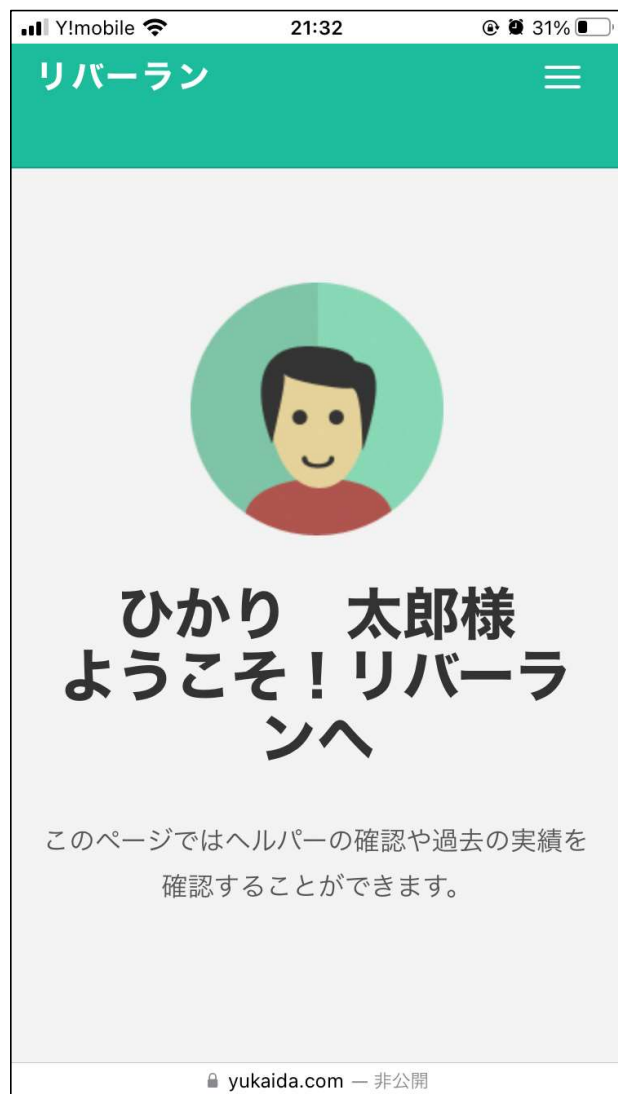 Y!mobile 21:32 31%
リバーラン
ひかり　太郎様
ようこそ！リバーラ
ンへ
このページではヘルパーの確認や過去の実績を
確認することができます。
yukaida.com — 非公開